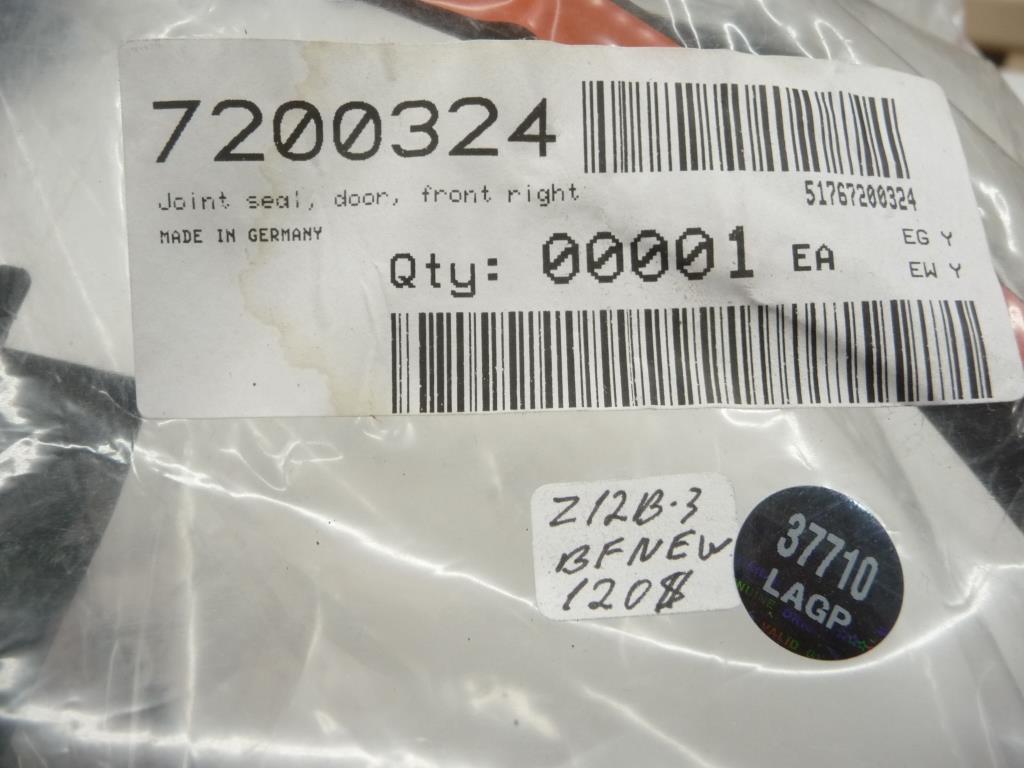 7200324
51767200324
Joint seal, door, front right
MADE IN GERMANY
Qty: 00001 EA
EG Y
EW Y
Z12B-3
BFNEW
120$
37710
LAGP
VALID